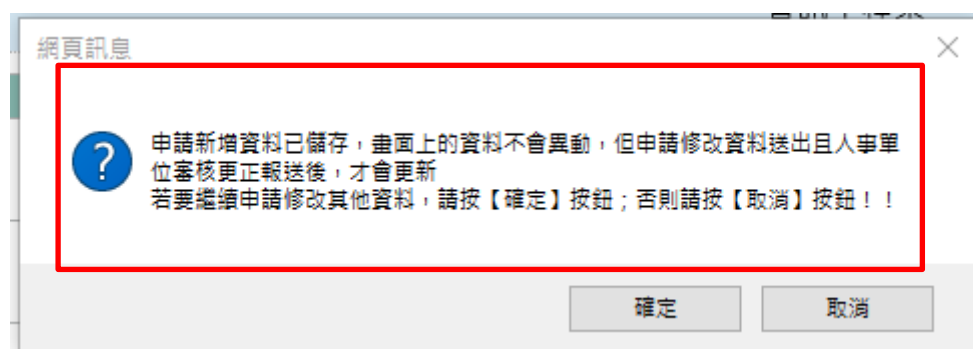 網頁訊息
申請新增資料已儲存，畫面上的資料不會異動，但申請修改資料送出且人事單
位審核更正報送後，才會更新
若要繼續申請修改其他資料，請按【確定】按鈕；否則請按【取消】按鈕！！
確定
取消